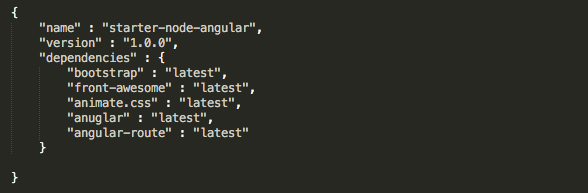 {
"name" : "starter-node-angular",
"version" : "1.0.0",
"dependencies" : {
"bootstrap" : "latest",
"front-awesome" : "latest",
"animate.css" : "latest",
"anuglar" : "latest",
"angular-route" : "latest"
}
}